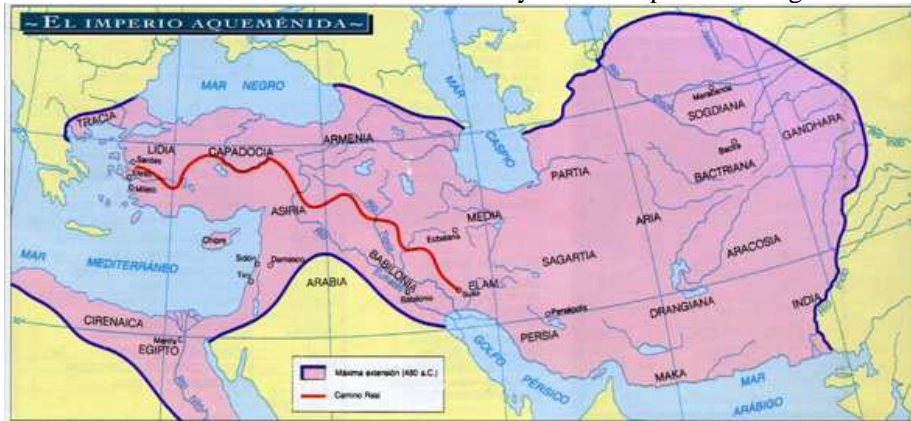 ~EL IMPERIO AQUEMÉNIDA~
MAR NEGRO
MAR CASPIO
TRACIA
LIDIA
CAPADOCIA
ARMENIA
Sardes
Mileto
ASIRIA
Chipre
MAR MEDITERRÁNEO
Sidón
Tiro
Damasco
CIRENAICA
EGIPTO
Menfis
ARABIA
BABILONIA
Babilonia
MEDIA
Ecbatana
ELAM
Susa
PARTIA
SAGARTIA
Persépolis
PERSIA
GOLFO PÉRSICO
SOGDIANA
Maracanda
BACTRIANA
Bactra
GANDHARA
ARIA
ARACOSIA
DRANGIANA
INDIA
MAKA
MAR ARÁBIGO
Máxima extensión (480 a.C.)
Camino Real